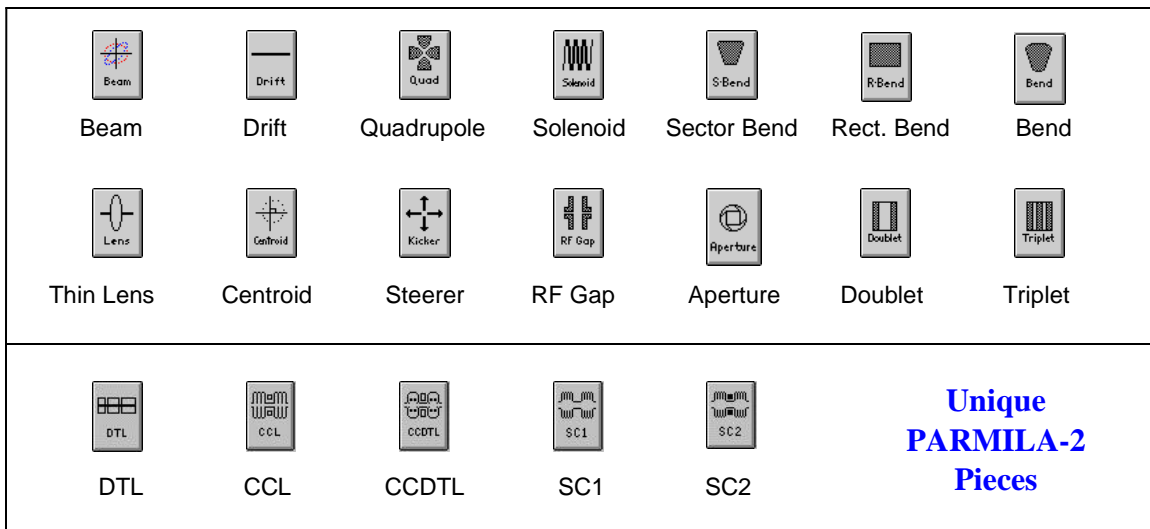 Beam Drift Quad Solenoid S-Bend R-Bend Bend
Beam Drift Quadrupole Solenoid Sector Bend Rect. Bend Bend
Lens Centroid Kicker RF Gap Aperture Doublet Triplet
Thin Lens Centroid Steerer RF Gap Aperture Doublet Triplet
DTL CCL CCDTL SC1 SC2
DTL CCL CCDTL SC1 SC2
Unique
PARMILA-2
Pieces